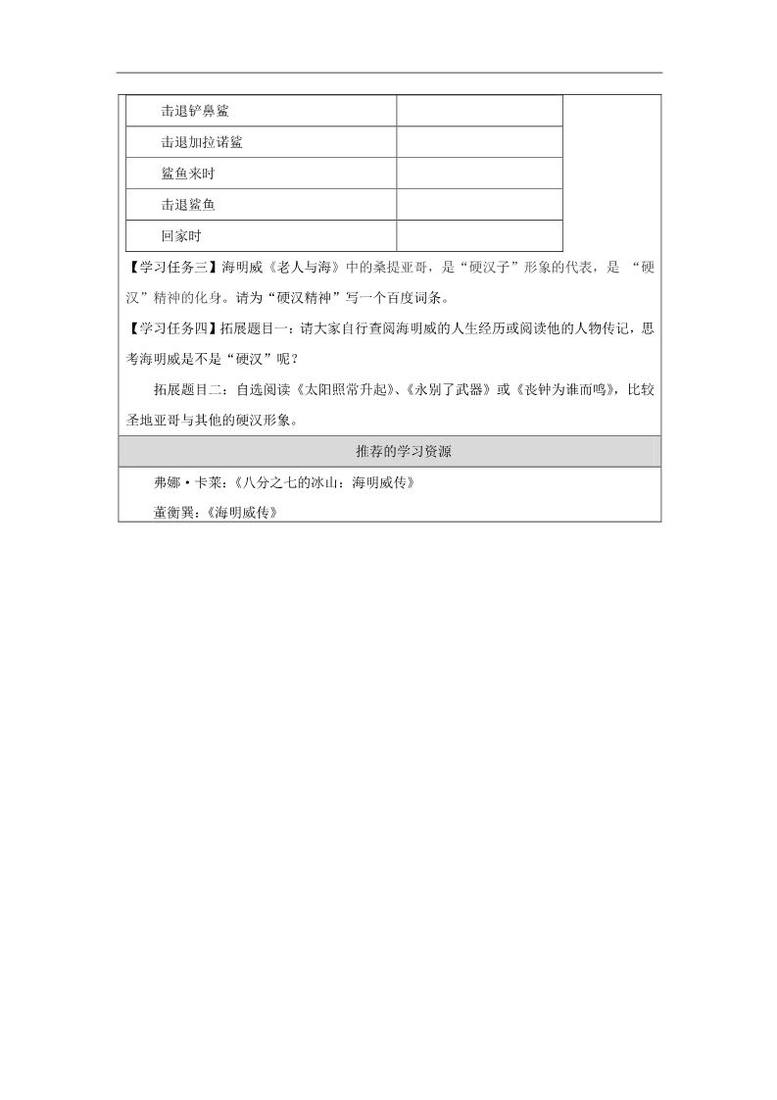 击退铲鼻鲨
击退加拉诺鲨
鲨鱼来时
击退鲨鱼
回家时
【学习任务三】海明威《老人与海》中的桑提亚哥，是“硬汉子”形象的代表，是 “硬
汉”精神的化身。请为“硬汉精神”写一个百度词条。
【学习任务四】拓展题目一：请大家自行查阅海明威的人生经历或阅读他的人物传记，思
考海明威是不是“硬汉”呢？
拓展题目二：自选阅读《太阳照常升起》、《永别了武器》或《丧钟为谁而鸣》，比较
圣地亚哥与其他的硬汉形象。
推荐的学习资源
弗娜·卡莱：《八分之七的冰山：海明威传》
董衡巽：《海明威传》